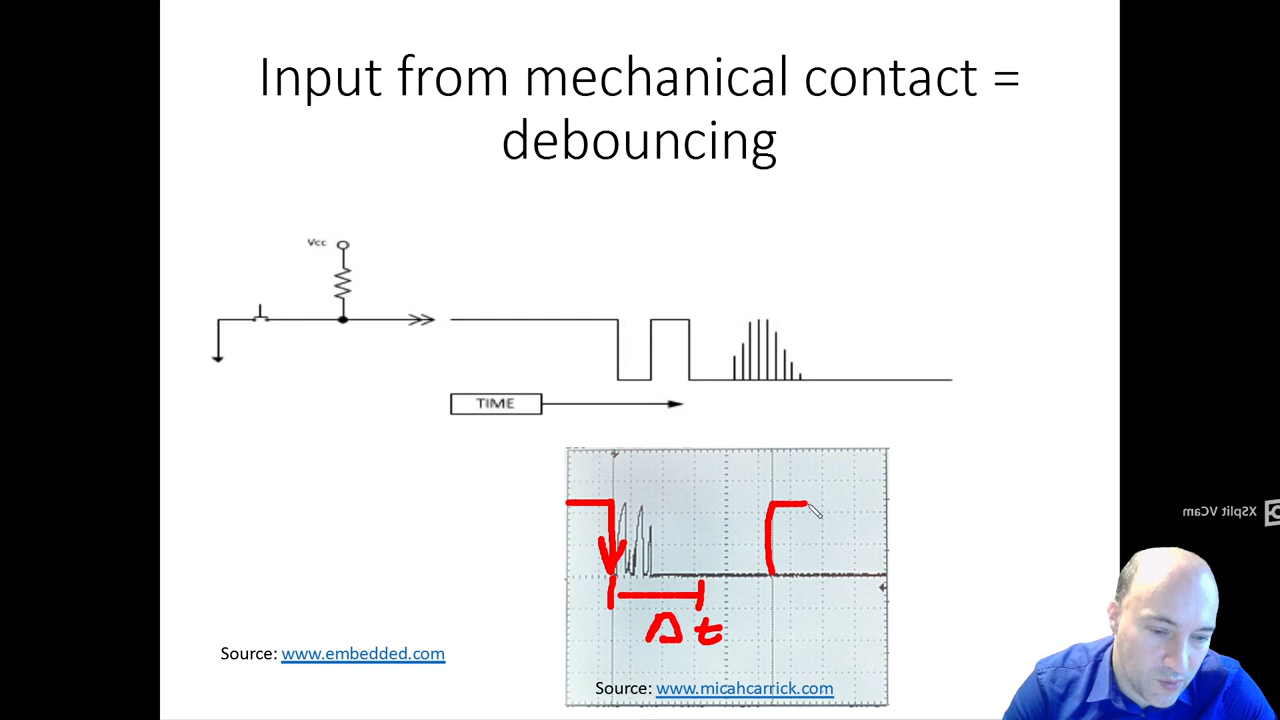 Input from mechanical contact =
debouncing
Vcc
TIME
Δt
XSplit VCam
Source: www.embedded.com
Source: www.micahcarrick.com